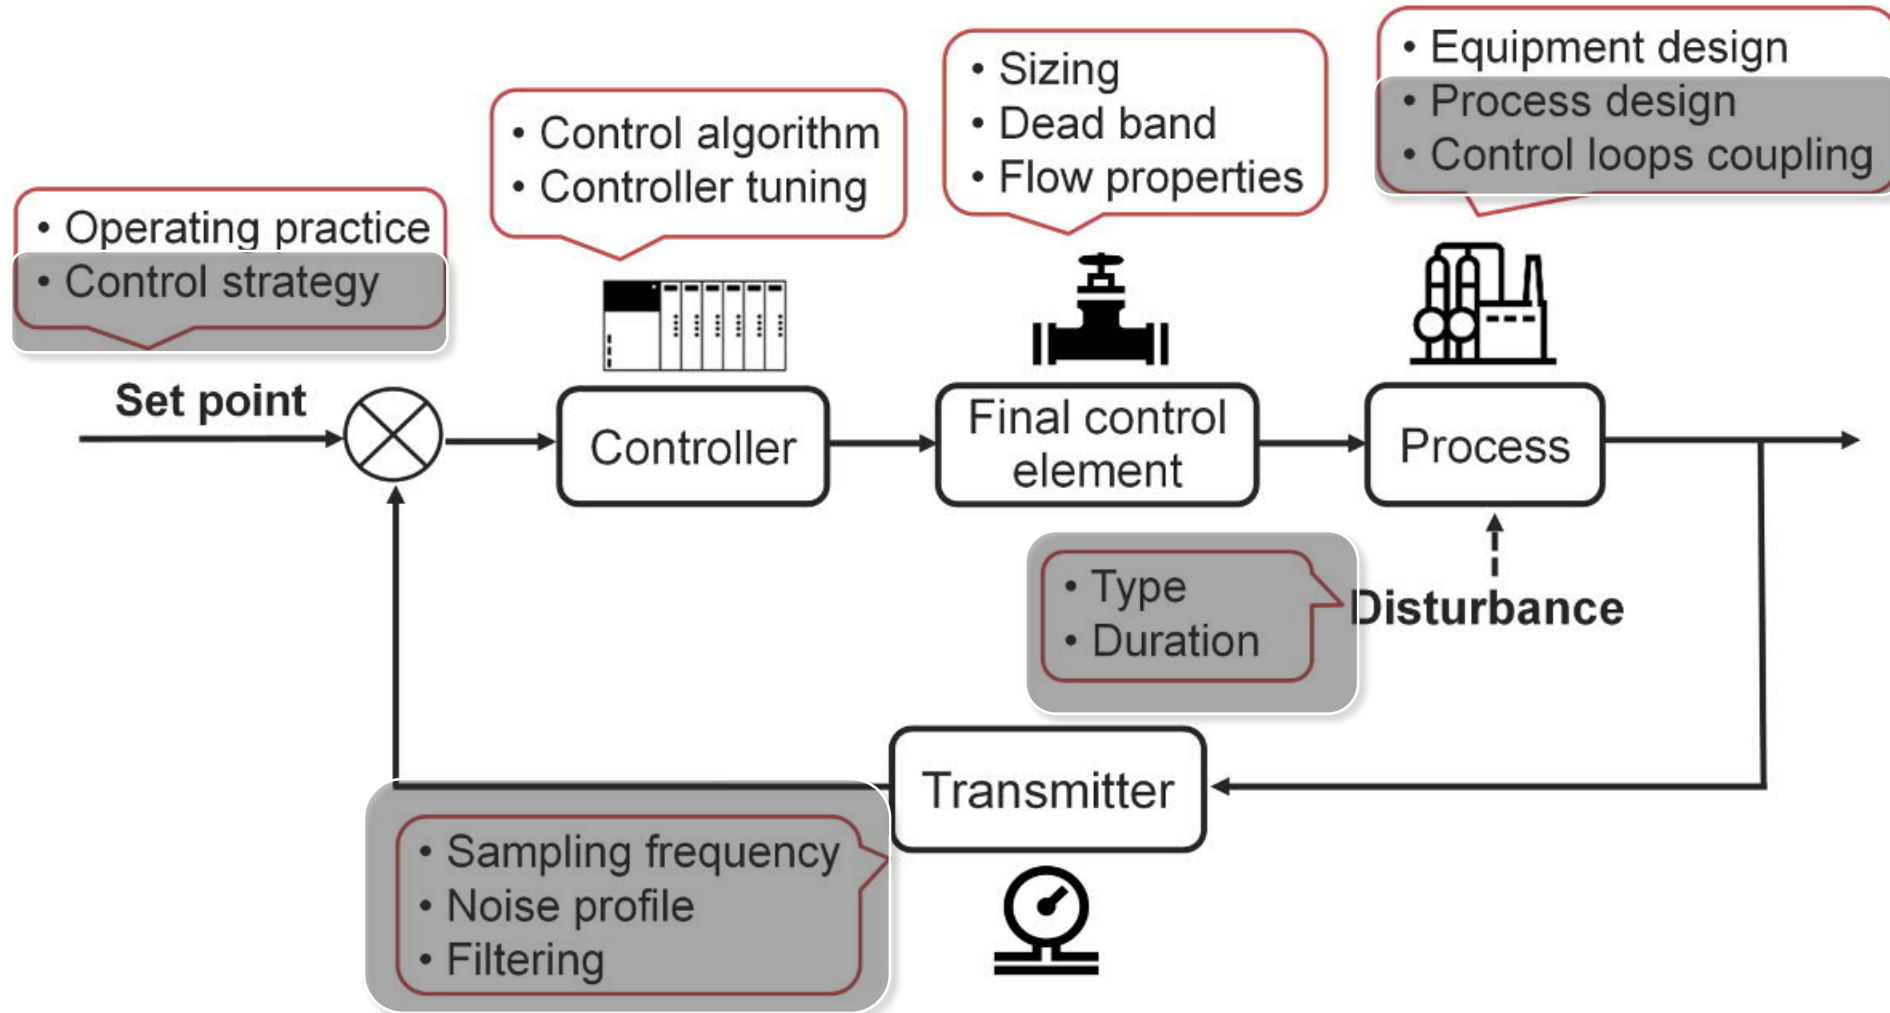 • Equipment design
• Process design
• Control loops coupling
• Sizing
• Dead band
• Flow properties
• Control algorithm
• Controller tuning
• Operating practice
• Control strategy
Set point
Controller
Final control
element
Process
• Type
• Duration
Disturbance
Transmitter
• Sampling frequency
• Noise profile
• Filtering